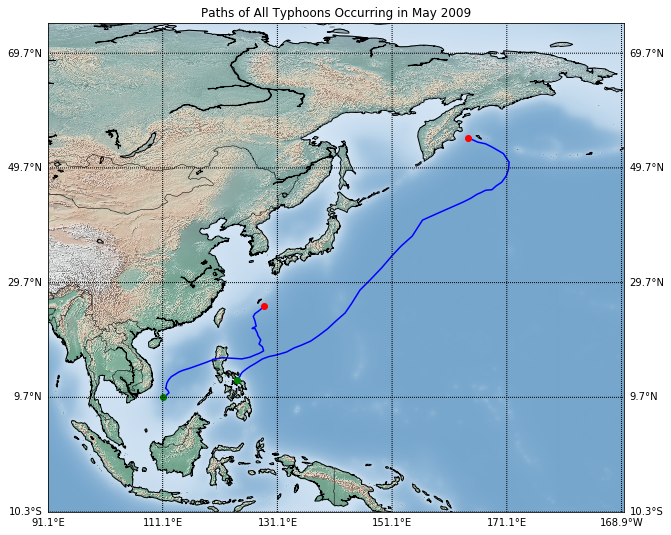 Paths of All Typhoons Occurring in May 2009
69.7°N 69.7°N
49.7°N 49.7°N
29.7°N 29.7°N
9.7°N 9.7°N
10.3°S 10.3°S
91.1°E 111.1°E 131.1°E 151.1°E 171.1°E 168.9°W